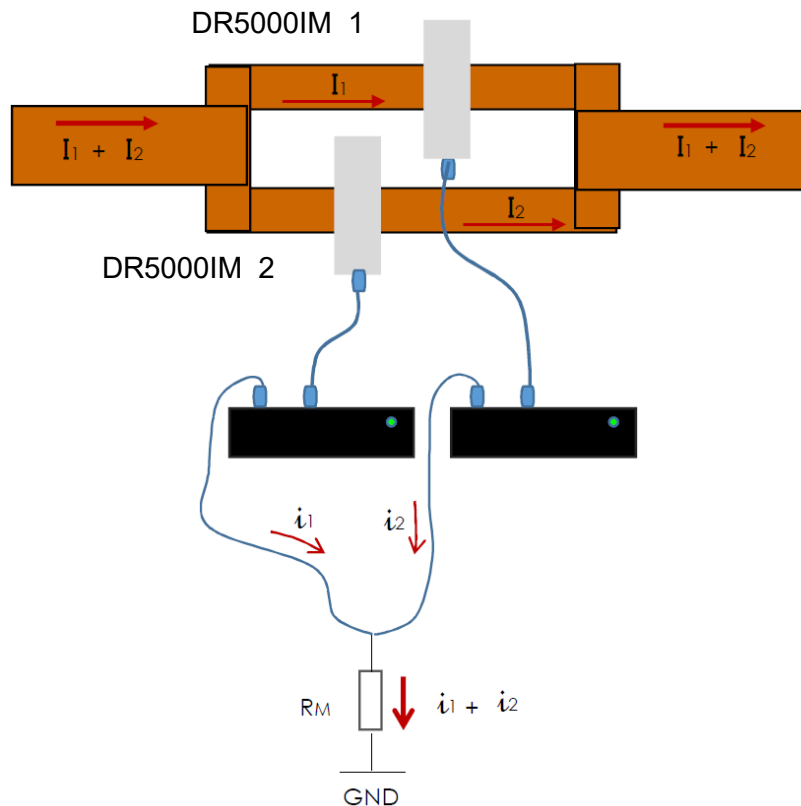 DR5000IM 1
I1
I1 + I2
I1 + I2
I2
DR5000IM 2
i1
i2
RM
i1 + i2
GND